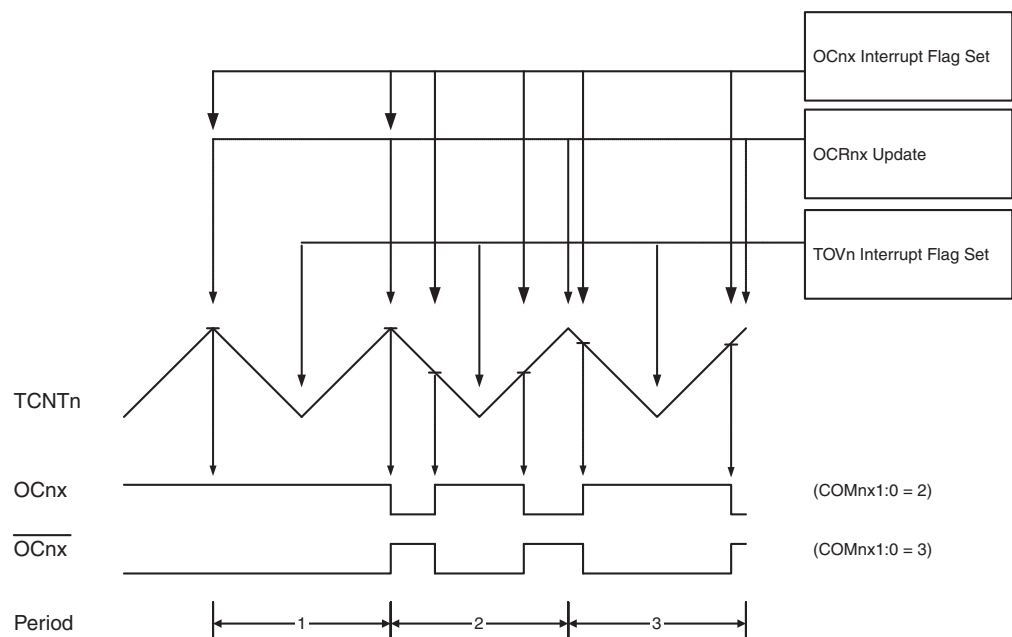 OCnx Interrupt Flag Set
OCRnx Update
TOVn Interrupt Flag Set
TCNTn
OCnx (COMnx1:0 = 2)
OCnx (COMnx1:0 = 3)
Period 1 2 3